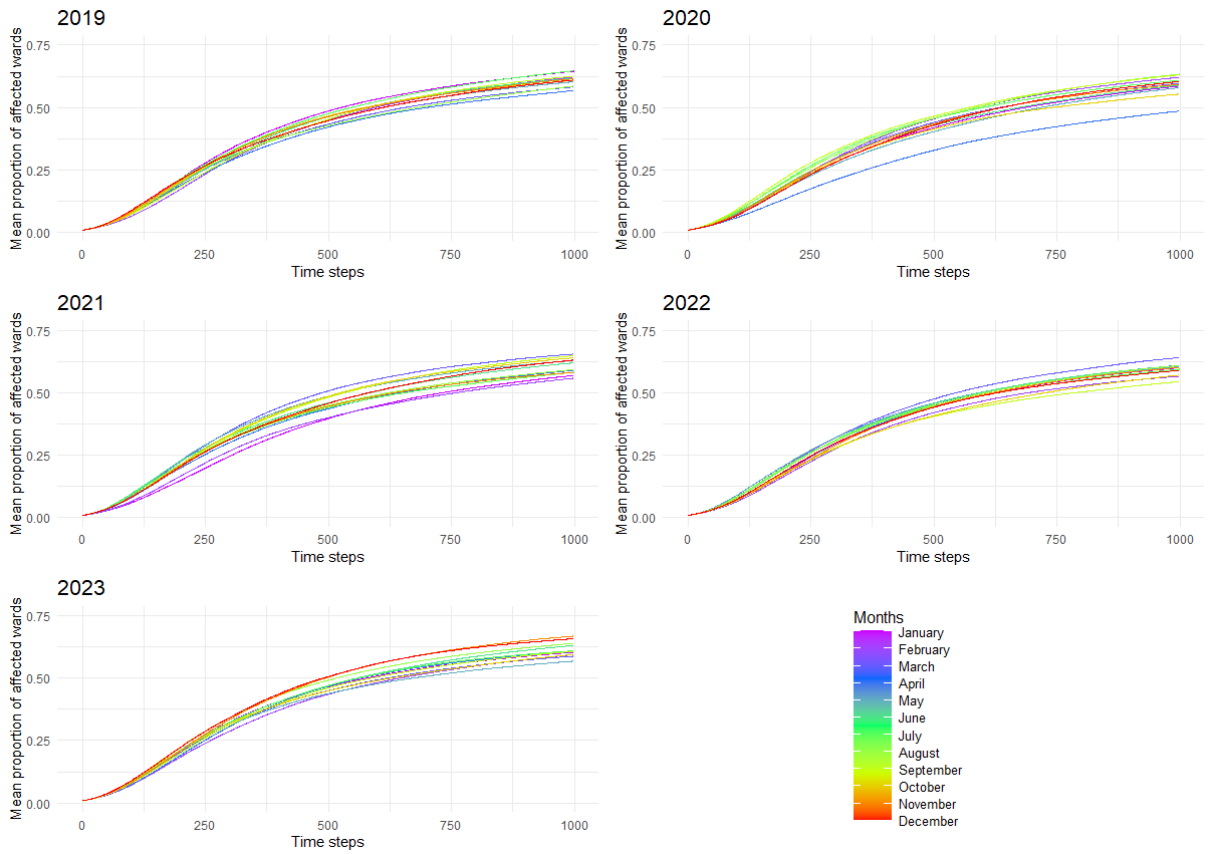 2019
Mean proportion of affected wards
0.75
0.50
0.25
0.00
0
250
500
750
1000
Time steps
2020
Mean proportion of affected wards
0.75
0.50
0.25
0.00
0
250
500
750
1000
Time steps
2021
Mean proportion of affected wards
0.75
0.50
0.25
0.00
0
250
500
750
1000
Time steps
2022
Mean proportion of affected wards
0.75
0.50
0.25
0.00
0
250
500
750
1000
Time steps
2023
Mean proportion of affected wards
0.75
0.50
0.25
0.00
0
250
500
750
1000
Time steps
Months
January
February
March
April
May
June
July
August
September
October
November
December